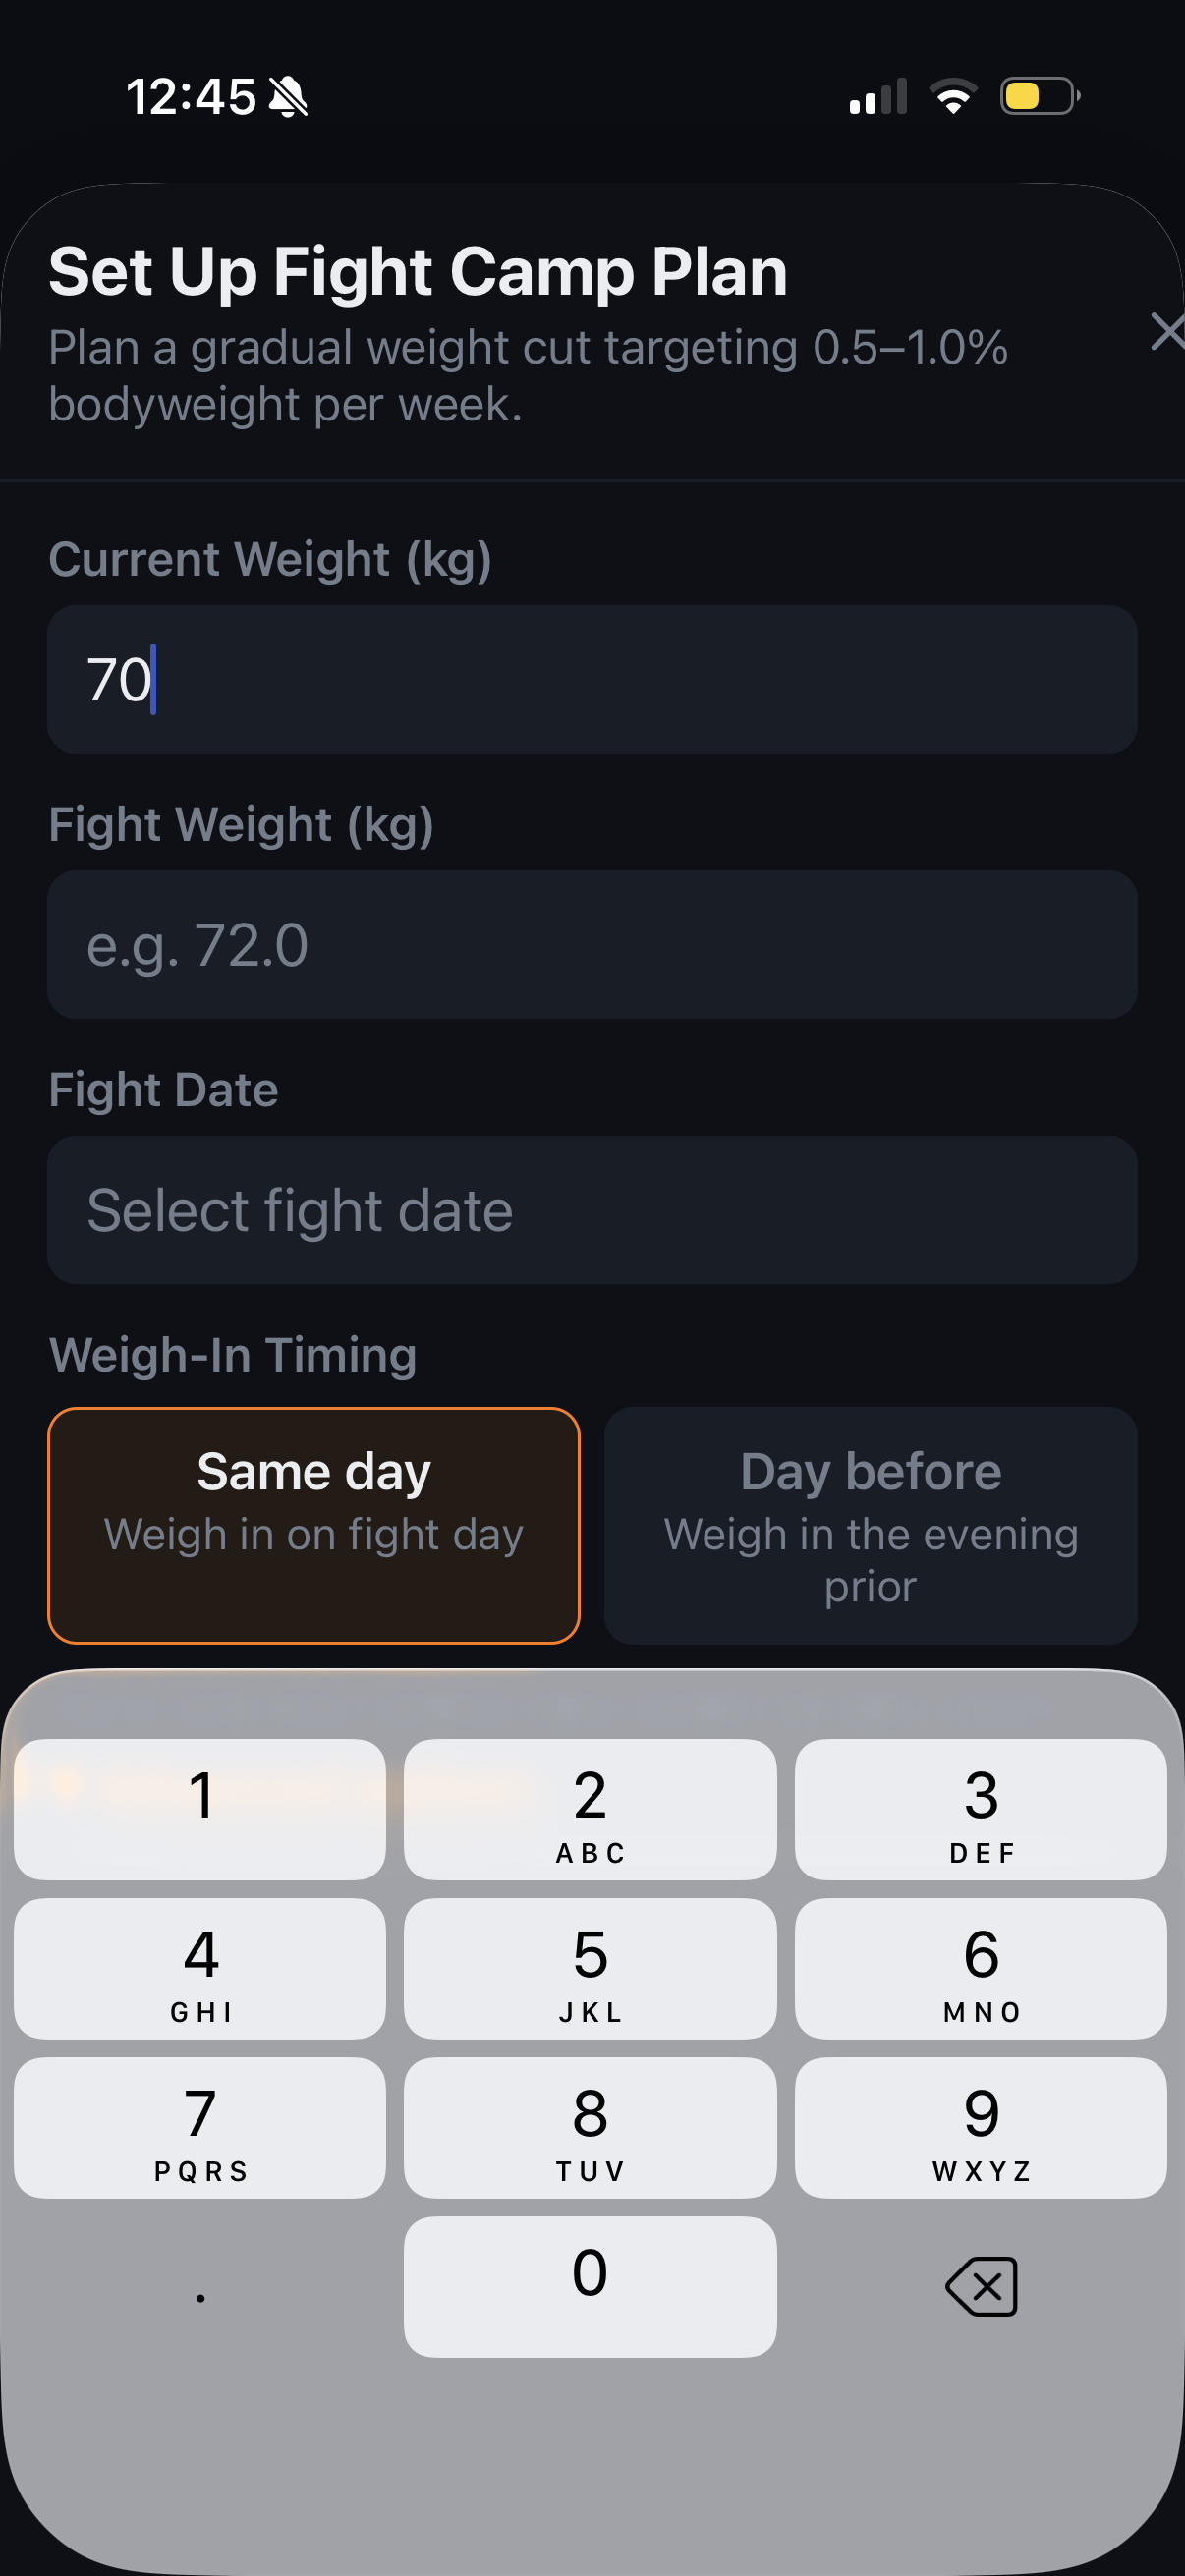 12:45
Set Up Fight Camp Plan
Plan a gradual weight cut targeting 0.5–1.0%
bodyweight per week.
Current Weight (kg)
70
Fight Weight (kg)
e.g. 72.0
Fight Date
Select fight date
Weigh-In Timing
Same day
Weigh in on fight day
Day before
Weigh in the evening
prior
1
2
ABC
3
DEF
4
GHI
5
JKL
6
MNO
7
PQRS
8
TUV
9
WXYZ
.
0